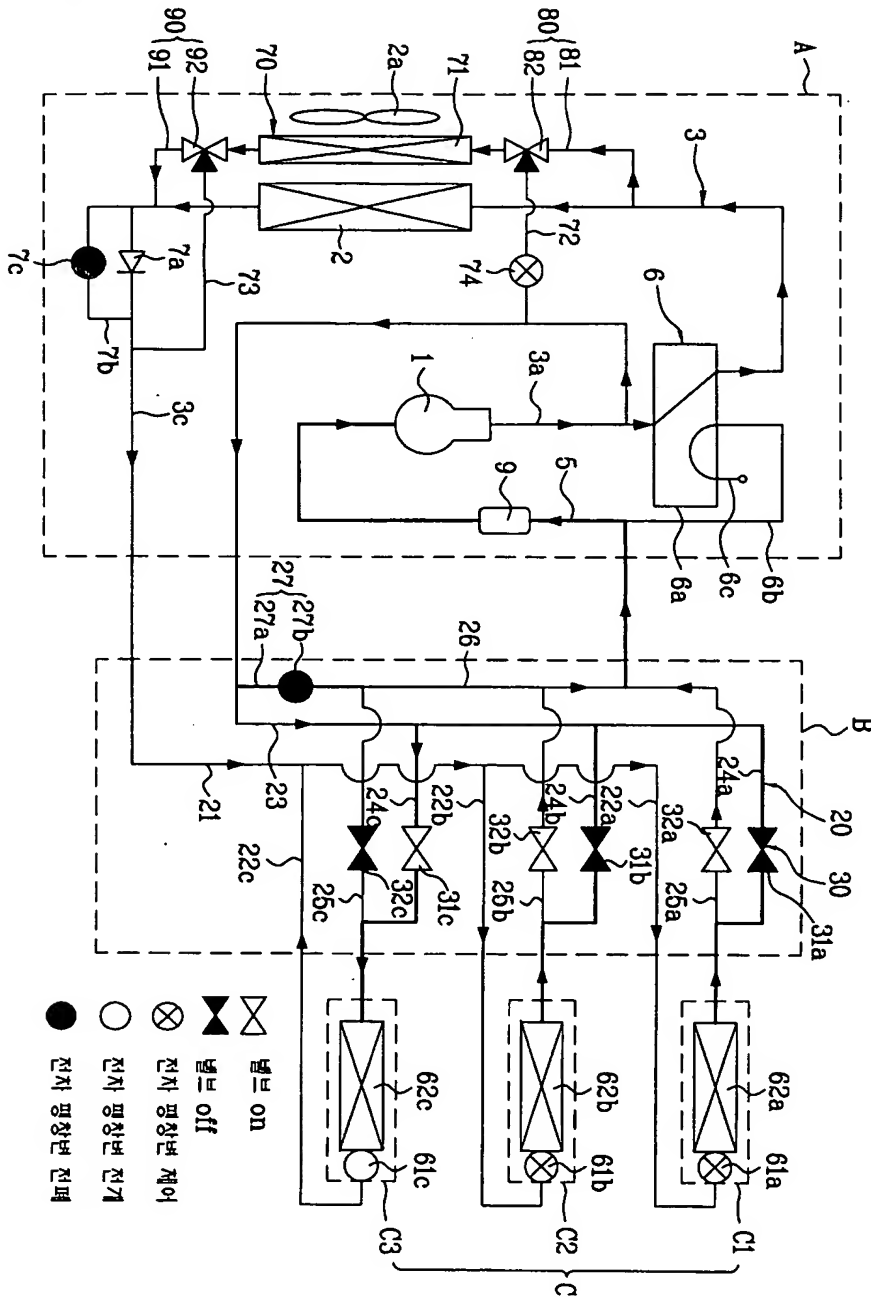 C
C1
C2
C3
61a
61b
61c
62a
62b
62c
B
20
30
31a
24a
32a
25a
22a
31b
24b
32b
25b
22b
31c
24c
32c
25c
22c
26
27
27b
27a
23
21
A
6
6a
6b
6c
5
9
1
3a
3
3c
80
81
82
72
74
2a
71
70
2
90
92
91
73
7a
7b
7c
밸브 on
밸브 off
전자 팽창변 제어
전자 팽창변 전개
전자 팽창변 전폐